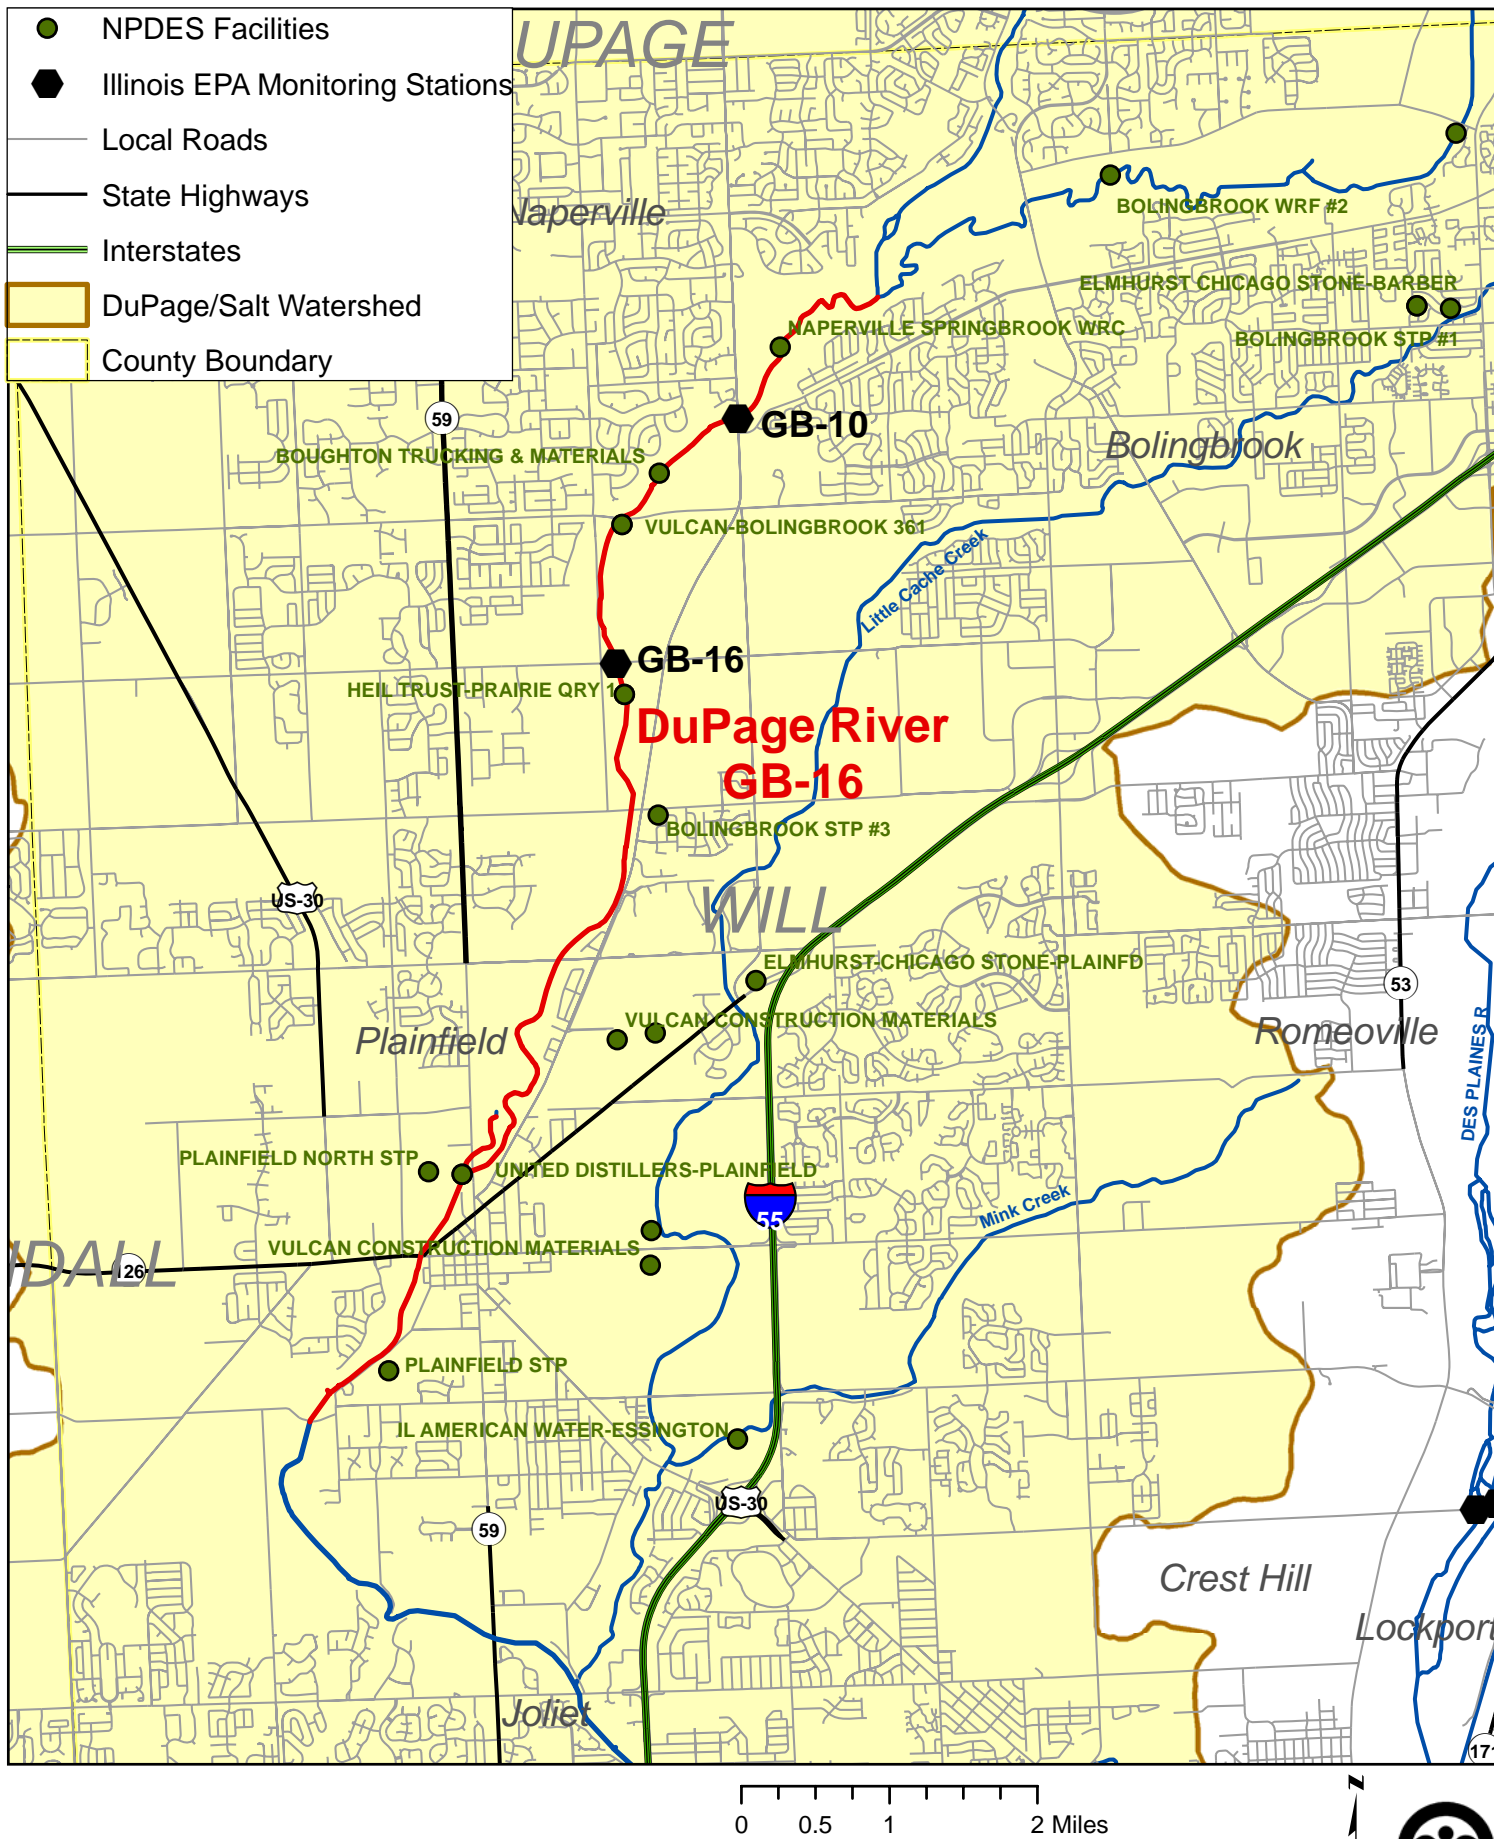 NPDES Facilities
Illinois EPA Monitoring Stations
Local Roads
State Highways
Interstates
DuPage/Salt Watershed
County Boundary
UPAGE
Naperville
BOLINGBROOK WRF #2
ELMHURST CHICAGO STONE-BARBER
NAPERVILLE SPRINGBROOK WRC
BOLINGBROOK STP #1
59
GB-10
Bolingbrook
BOUGHTON TRUCKING & MATERIALS
VULCAN-BOLINGBROOK 361
Little Cache Creek
GB-16
HEIL TRUST-PRAIRIE QRY 1
DuPage River
GB-16
BOLINGBROOK STP #3
US-30
WILL
ELMHURST-CHICAGO STONE-PLAINFD
53
VULCAN CONSTRUCTION MATERIALS
Plainfield
Romeoville
DES PLAINES R
PLAINFIELD NORTH STP
UNITED DISTILLERS-PLAINFIELD
Mink Creek
55
VULCAN CONSTRUCTION MATERIALS
IDALL
126
PLAINFIELD STP
IL AMERICAN WATER-ESSINGTON
US-30
59
Crest Hill
Lockport
Joliet
171
0 0.5 1 2 Miles
z